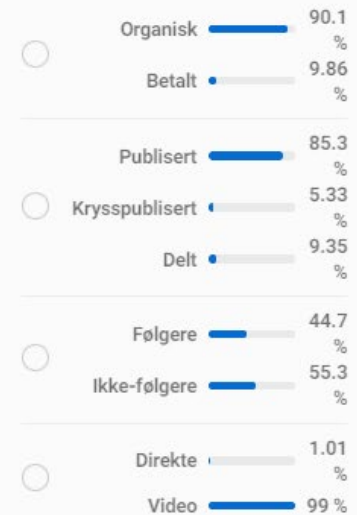 Organisk 90.1 %
Betalt 9.86 %
Publisert 85.3 %
Krysspublisert 5.33 %
Delt 9.35 %
Følgere 44.7 %
Ikke-følgere 55.3 %
Direkte 1.01 %
Video 99 %